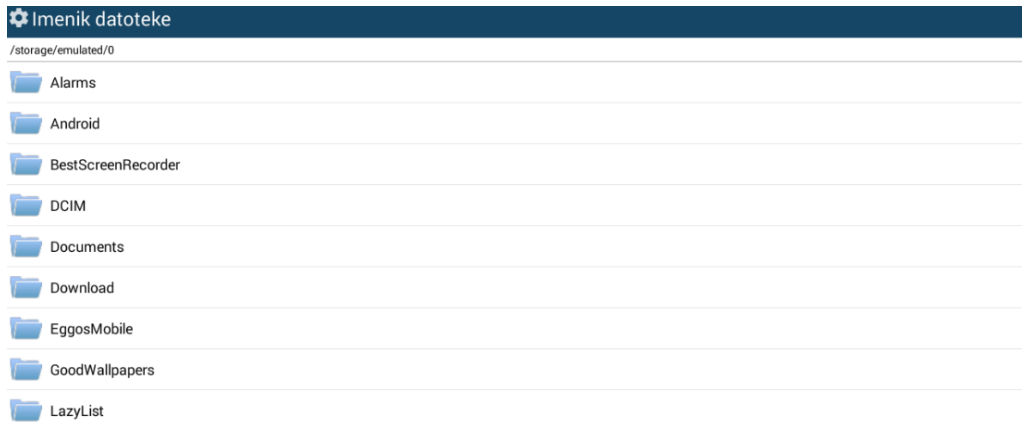 Imenik datoteke
/storage/emulated/0
Alarms
Android
BestScreenRecorder
DCIM
Documents
Download
EggosMobile
GoodWallpapers
LazyList